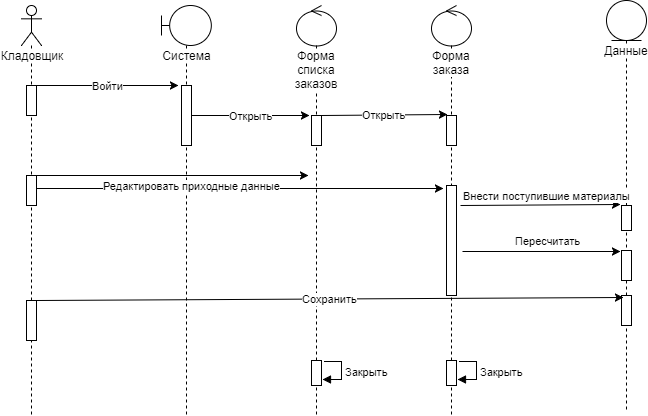 Кладовщик
Система
Форма
списка
заказов
Форма
заказа
Данные
Войти
Открыть
Открыть
Редактировать приходные данные
Внести поступившие материалы
Пересчитать
Сохранить
Закрыть
Закрыть